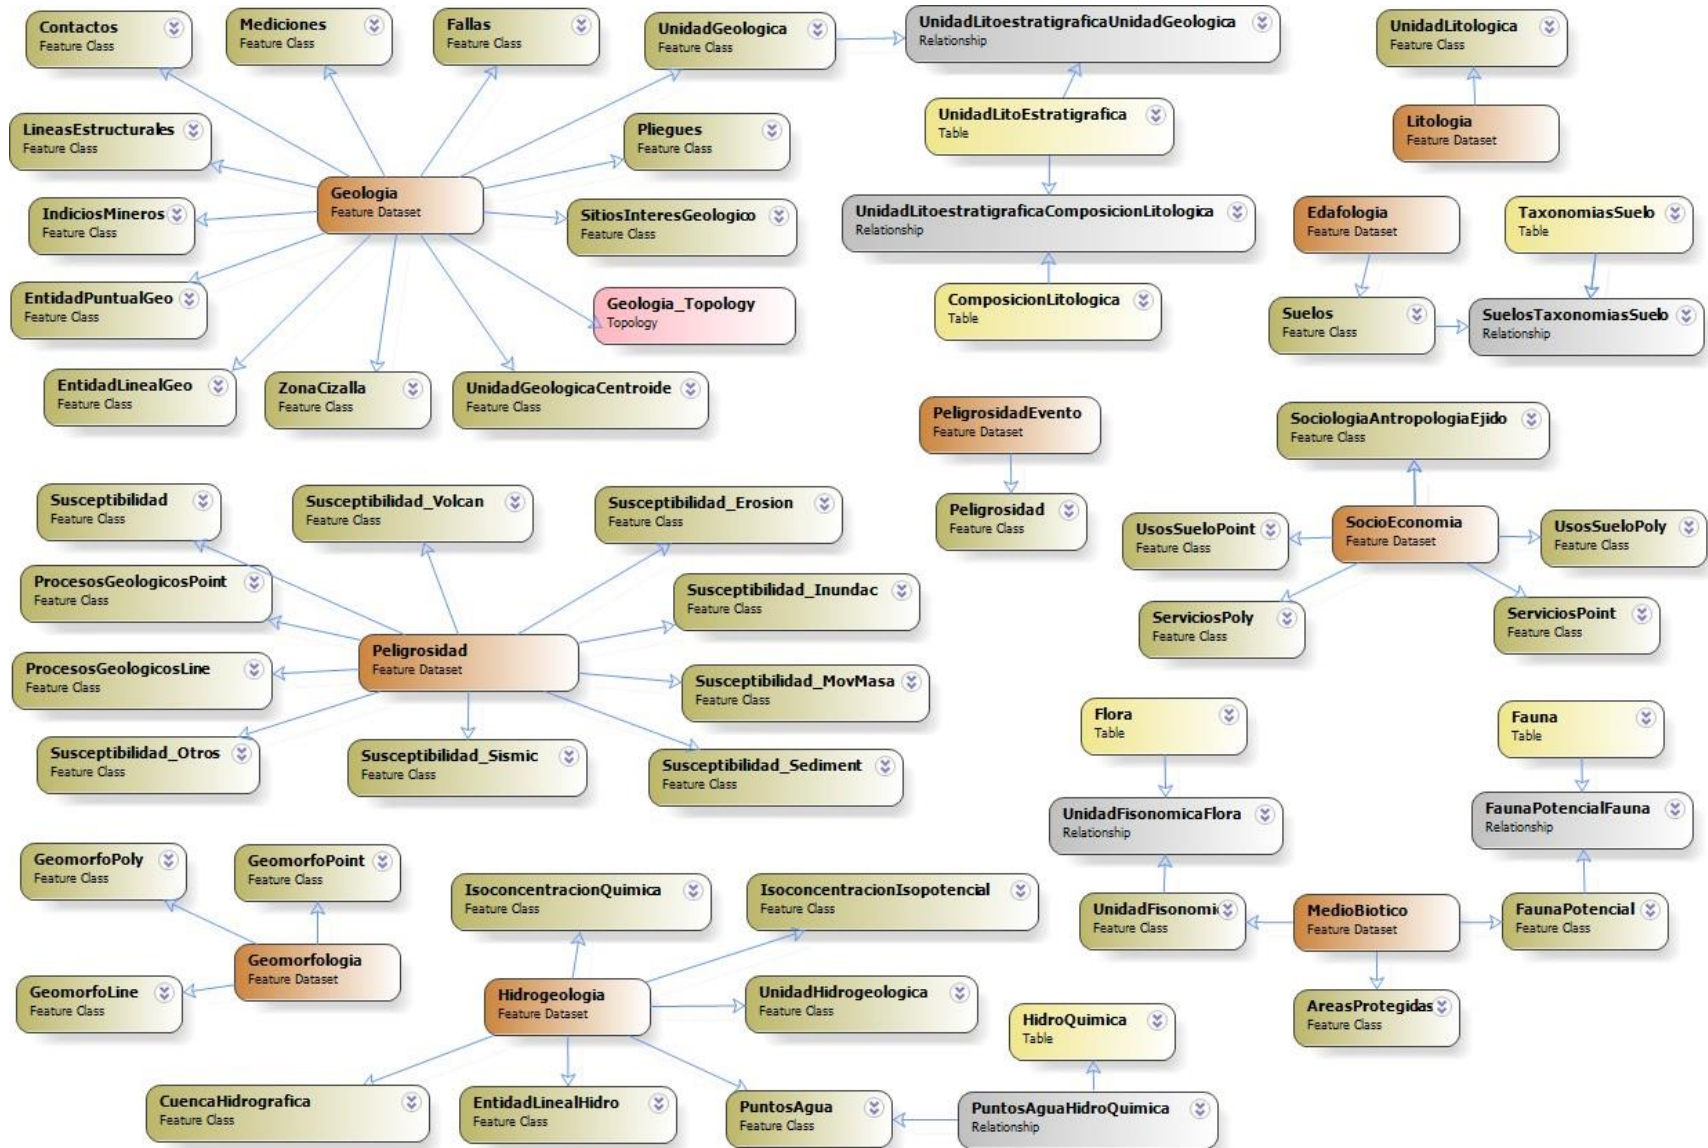 Contactos
Feature Class
Mediciones
Feature Class
Fallas
Feature Class
UnidadGeologica
Feature Class
UnidadLitoestratigraficaUnidadGeologica
Relationship
UnidadLitologica
Feature Class
LineasEstructurales
Feature Class
Pliegues
Feature Class
UnidadLitoEstratigrafica
Table
Litologia
Feature Dataset
Geologia
Feature Dataset
IndiciosMineros
Feature Class
SitiosInteresGeologico
Feature Class
UnidadLitoestratigraficaComposicionLitologica
Relationship
Edafologia
Feature Dataset
TaxonomiasSuelo
Table
EntidadPuntualGeo
Feature Class
Geologia_Topology
Topology
ComposicionLitologica
Table
Suelos
Feature Class
SuelosTaxonomiasSuelo
Relationship
EntidadLinealGeo
Feature Class
ZonaCizalla
Feature Class
UnidadGeologicaCentroide
Feature Class
PeligrosidadEvento
Feature Dataset
SociologiaAntropologiaEjido
Feature Class
Susceptibilidad
Feature Class
Susceptibilidad_Volcan
Feature Class
Susceptibilidad_Erosion
Feature Class
Peligrosidad
Feature Class
UsosSueloPoint
Feature Class
SocioEconomia
Feature Dataset
UsosSueloPoly
Feature Class
ProcesosGeologicosPoint
Feature Class
Susceptibilidad_Inundac
Feature Class
ServiciosPoly
Feature Class
ServiciosPoint
Feature Class
Peligrosidad
Feature Dataset
ProcesosGeologicosLine
Feature Class
Susceptibilidad_MovMasa
Feature Class
Susceptibilidad_Otros
Feature Class
Susceptibilidad_Sismic
Feature Class
Susceptibilidad_Sediment
Feature Class
Flora
Table
Fauna
Table
UnidadFisonomicaFlora
Relationship
FaunaPotencialFauna
Relationship
GeomorfoPoly
Feature Class
GeomorfoPoint
Feature Class
IsoconcentracionQuimica
Feature Class
IsoconcentracionIsopotencial
Feature Class
UnidadFisonomic
Feature Class
MedioBiotico
Feature Dataset
FaunaPotencial
Feature Class
Geomorfologia
Feature Dataset
GeomorfoLine
Feature Class
Hidrogeologia
Feature Dataset
UnidadHidrogeologica
Feature Class
HidroQuimica
Table
AreasProtegidas
Feature Class
CuencaHidrografica
Feature Class
EntidadLinealHidro
Feature Class
PuntosAgua
Feature Class
PuntosAguaHidroQuimica
Relationship